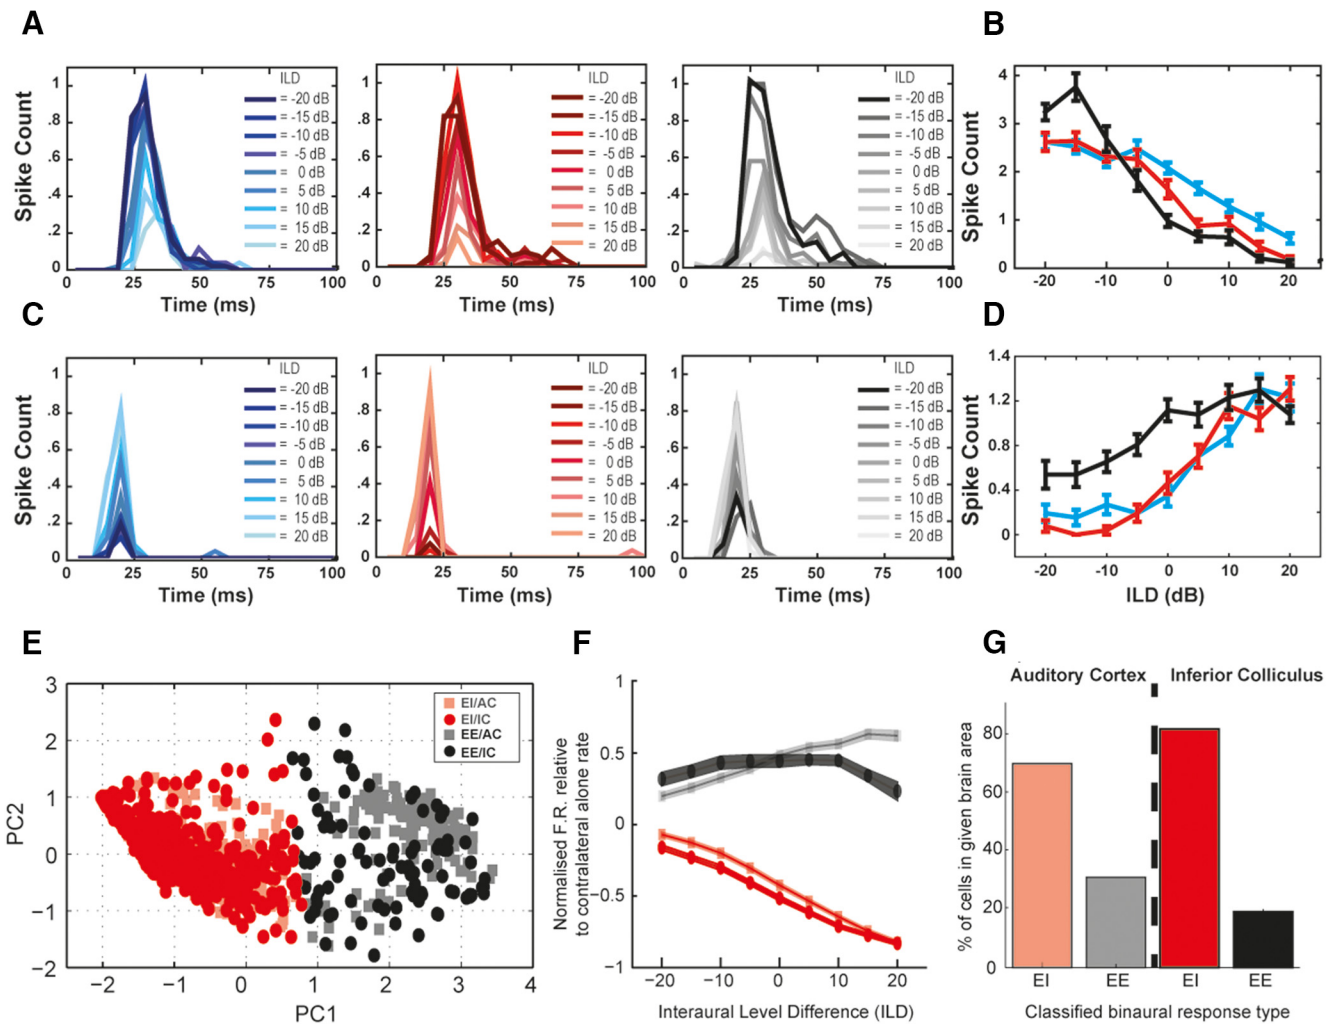 A
B
Spike Count
1
.8
.6
.4
.2
0
ILD
= -20 dB
= -15 dB
= -10 dB
= -5 dB
= 0 dB
= 5 dB
= 10 dB
= 15 dB
= 20 dB
0 25 50 75 100
Time (ms)
1
.8
.6
.4
.2
0
ILD
= -20 dB
= -15 dB
= -10 dB
= -5 dB
= 0 dB
= 5 dB
= 10 dB
= 15 dB
= 20 dB
0 25 50 75 100
Time (ms)
1
.8
.6
.4
.2
0
ILD
= -20 dB
= -15 dB
= -10 dB
= -5 dB
= 0 dB
= 5 dB
= 10 dB
= 15 dB
= 20 dB
0 25 50 75 100
Time (ms)
Spike Count
4
3
2
1
0
-20 -10 0 10 20
C
D
Spike Count
1
.8
.6
.4
.2
0
ILD
= -20 dB
= -15 dB
= -10 dB
= -5 dB
= 0 dB
= 5 dB
= 10 dB
= 15 dB
= 20 dB
0 25 50 75 100
Time (ms)
1
.8
.6
.4
.2
0
ILD
= -20 dB
= -15 dB
= -10 dB
= -5 dB
= 0 dB
= 5 dB
= 10 dB
= 15 dB
= 20 dB
0 25 50 75 100
Time (ms)
1
.8
.6
.4
.2
0
ILD
= -20 dB
= -15 dB
= -10 dB
= -5 dB
= 0 dB
= 5 dB
= 10 dB
= 15 dB
= 20 dB
0 25 50 75 100
Time (ms)
Spike Count
1.4
1.2
0.8
0.4
0
-20 -10 0 10 20
ILD (dB)
E
PC2
3
2
1
0
−1
−2
EI/AC
EI/IC
EE/AC
EE/IC
−2 −1 0 1 2 3 4
PC1
F
Normalised F.R. relative
to contralateral alone rate
1
0.5
0
−0.5
−1
−20 −10 0 10 20
Interaural Level Difference (ILD)
G
Auditory Cortex Inferior Colliculus
% of cells in given brain area
80
60
40
20
0
EI EE EI EE
Classified binaural response type